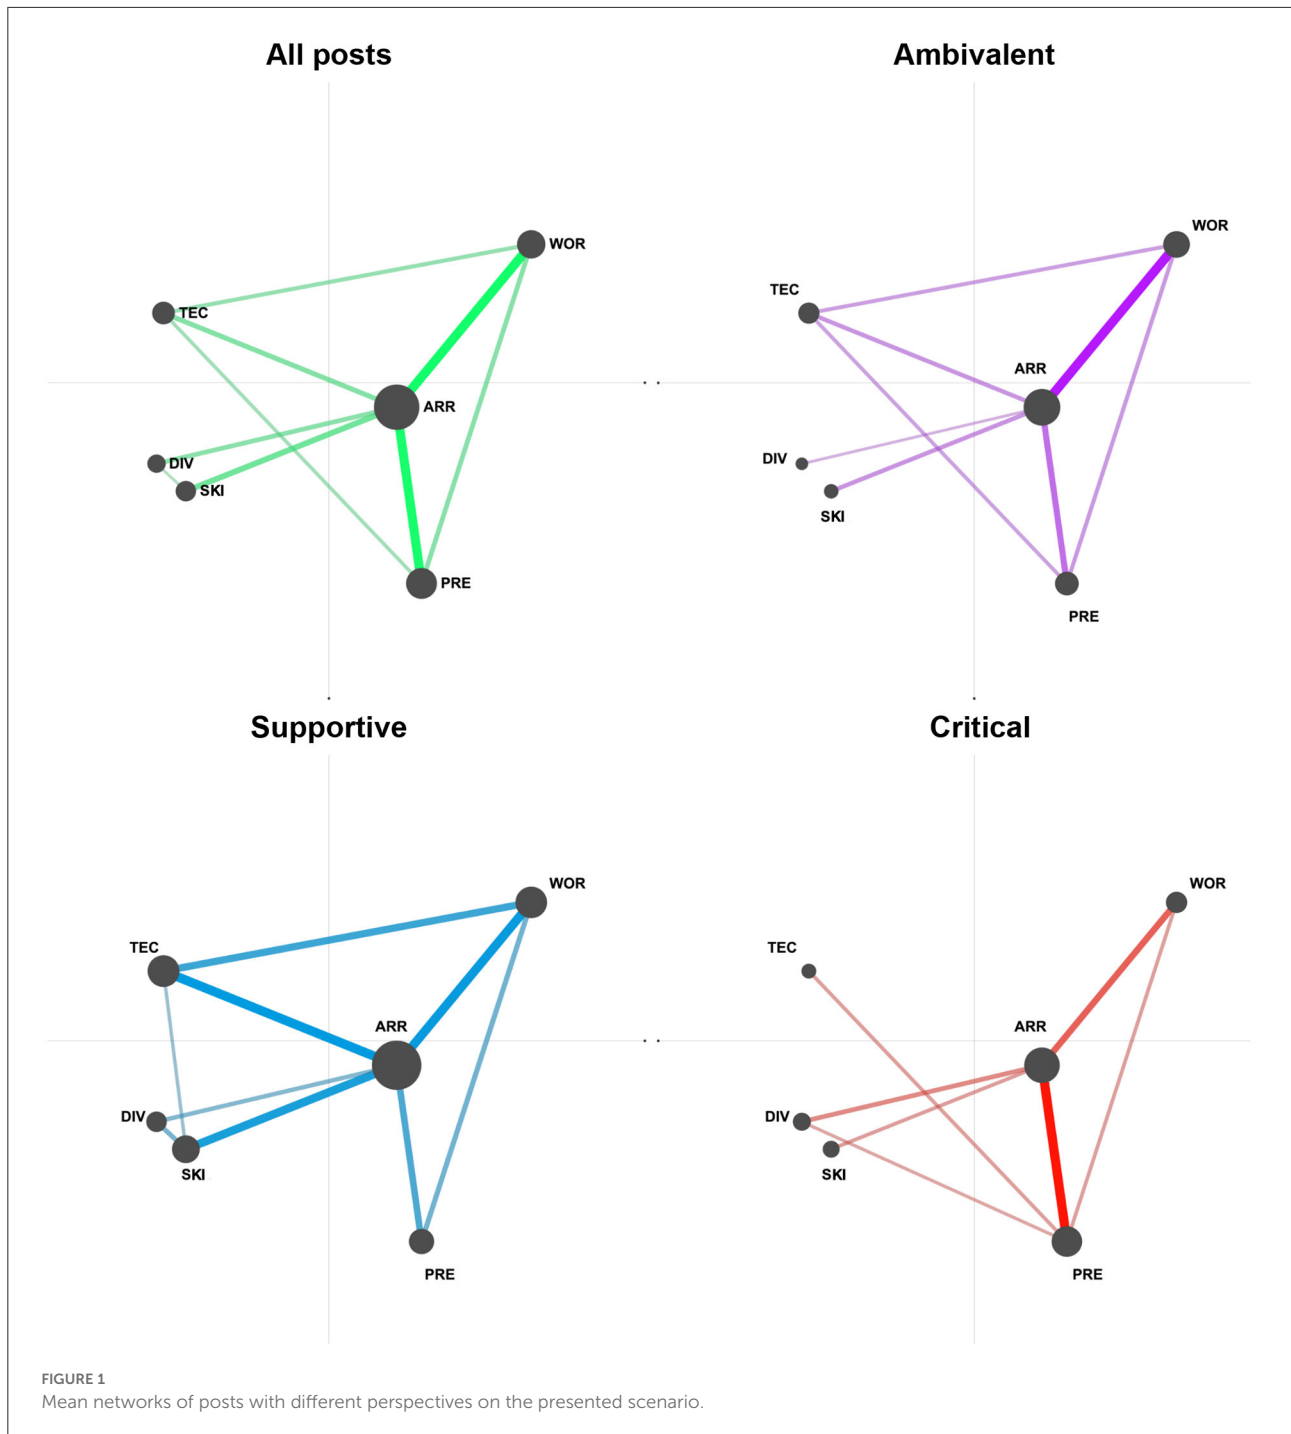 All posts
Ambivalent
WOR
WOR
TEC
TEC
ARR
ARR
DIV
DIV
SKI
SKI
PRE
PRE
Supportive
Critical
WOR
WOR
TEC
TEC
ARR
ARR
DIV
DIV
SKI
SKI
PRE
PRE
FIGURE 1
Mean networks of posts with different perspectives on the presented scenario.